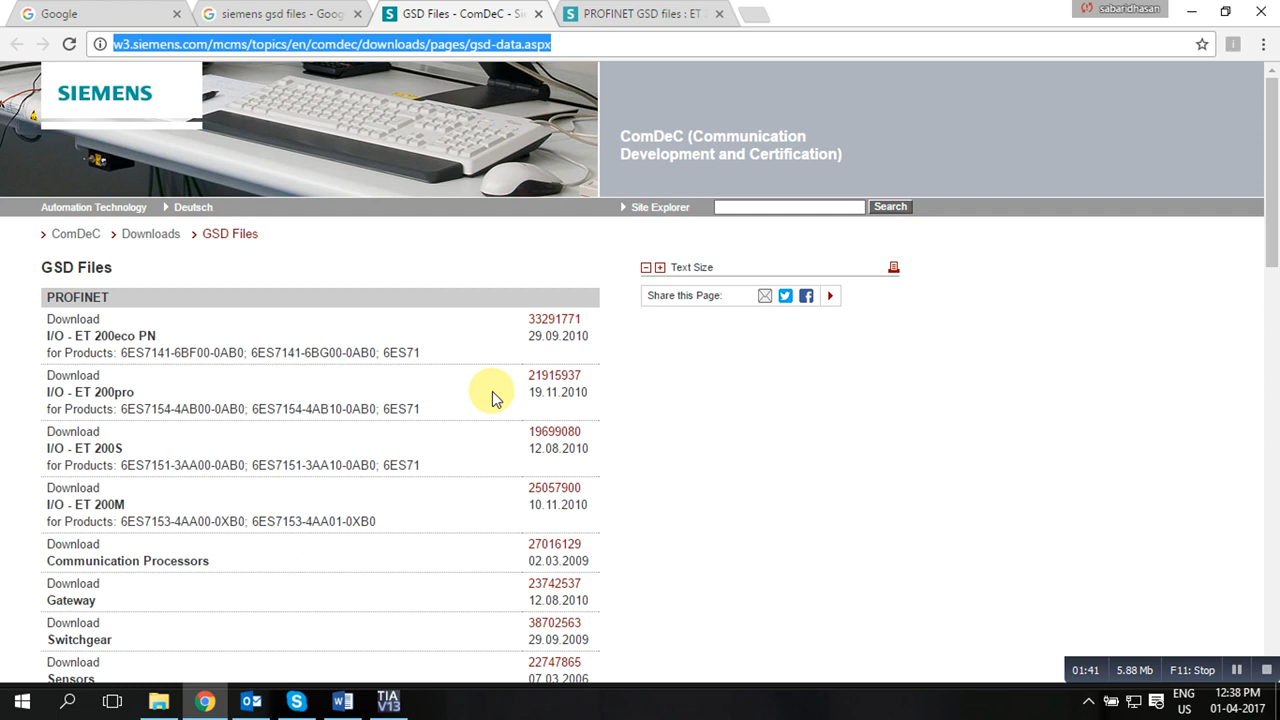 Google
siemens gsd files - Goog
GSD Files - ComDeC - Si
PROFINET GSD files : ET
sabaridhasan
w3.siemens.com/mcms/topics/en/comdec/downloads/pages/gsd-data.aspx
SIEMENS
ComDeC (Communication
Development and Certification)
Automation Technology
Deutsch
Site Explorer
Search
ComDeC
Downloads
GSD Files
GSD Files
Text Size
Share this Page:
PROFINET
Download 33291771
I/O - ET 200eco PN 29.09.2010
for Products: 6ES7141-6BF00-0AB0; 6ES7141-6BG00-0AB0; 6ES71
Download 21915937
I/O - ET 200pro 19.11.2010
for Products: 6ES7154-4AB00-0AB0; 6ES7154-4AB10-0AB0; 6ES71
Download 19699080
I/O - ET 200S 12.08.2010
for Products: 6ES7151-3AA00-0AB0; 6ES7151-3AA10-0AB0; 6ES71
Download 25057900
I/O - ET 200M 10.11.2010
for Products: 6ES7153-4AA00-0XB0; 6ES7153-4AA01-0XB0
Download 27016129
Communication Processors 02.03.2009
Download 23742537
Gateway 12.08.2010
Download 38702563
Switchgear 29.09.2009
Download 22747865
Sensors 07.03.2006
01:41 5.88 Mb F11: Stop
TIA
V13
ENG
US
12:38 PM
01-04-2017